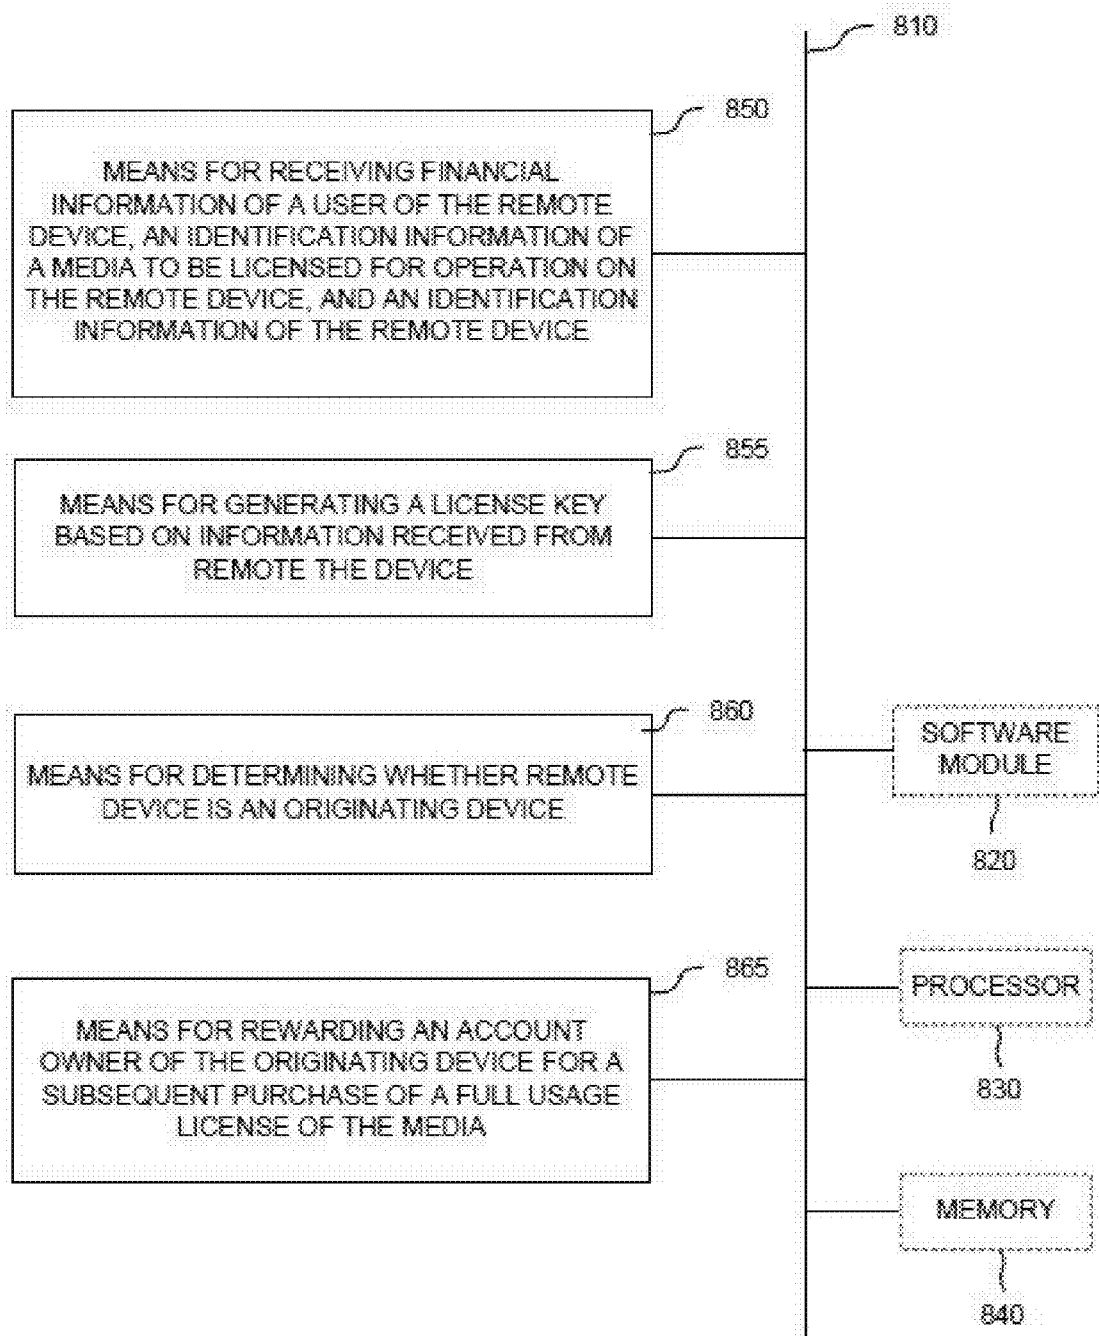 810
850
MEANS FOR RECEIVING FINANCIAL
INFORMATION OF A USER OF THE REMOTE
DEVICE, AN IDENTIFICATION INFORMATION OF
A MEDIA TO BE LICENSED FOR OPERATION ON
THE REMOTE DEVICE, AND AN IDENTIFICATION
INFORMATION OF THE REMOTE DEVICE
855
MEANS FOR GENERATING A LICENSE KEY
BASED ON INFORMATION RECEIVED FROM
REMOTE THE DEVICE
860
MEANS FOR DETERMINING WHETHER REMOTE
DEVICE IS AN ORIGINATING DEVICE
SOFTWARE
MODULE
820
865
MEANS FOR REWARDING AN ACCOUNT
OWNER OF THE ORIGINATING DEVICE FOR A
SUBSEQUENT PURCHASE OF A FULL USAGE
LICENSE OF THE MEDIA
PROCESSOR
830
MEMORY
840